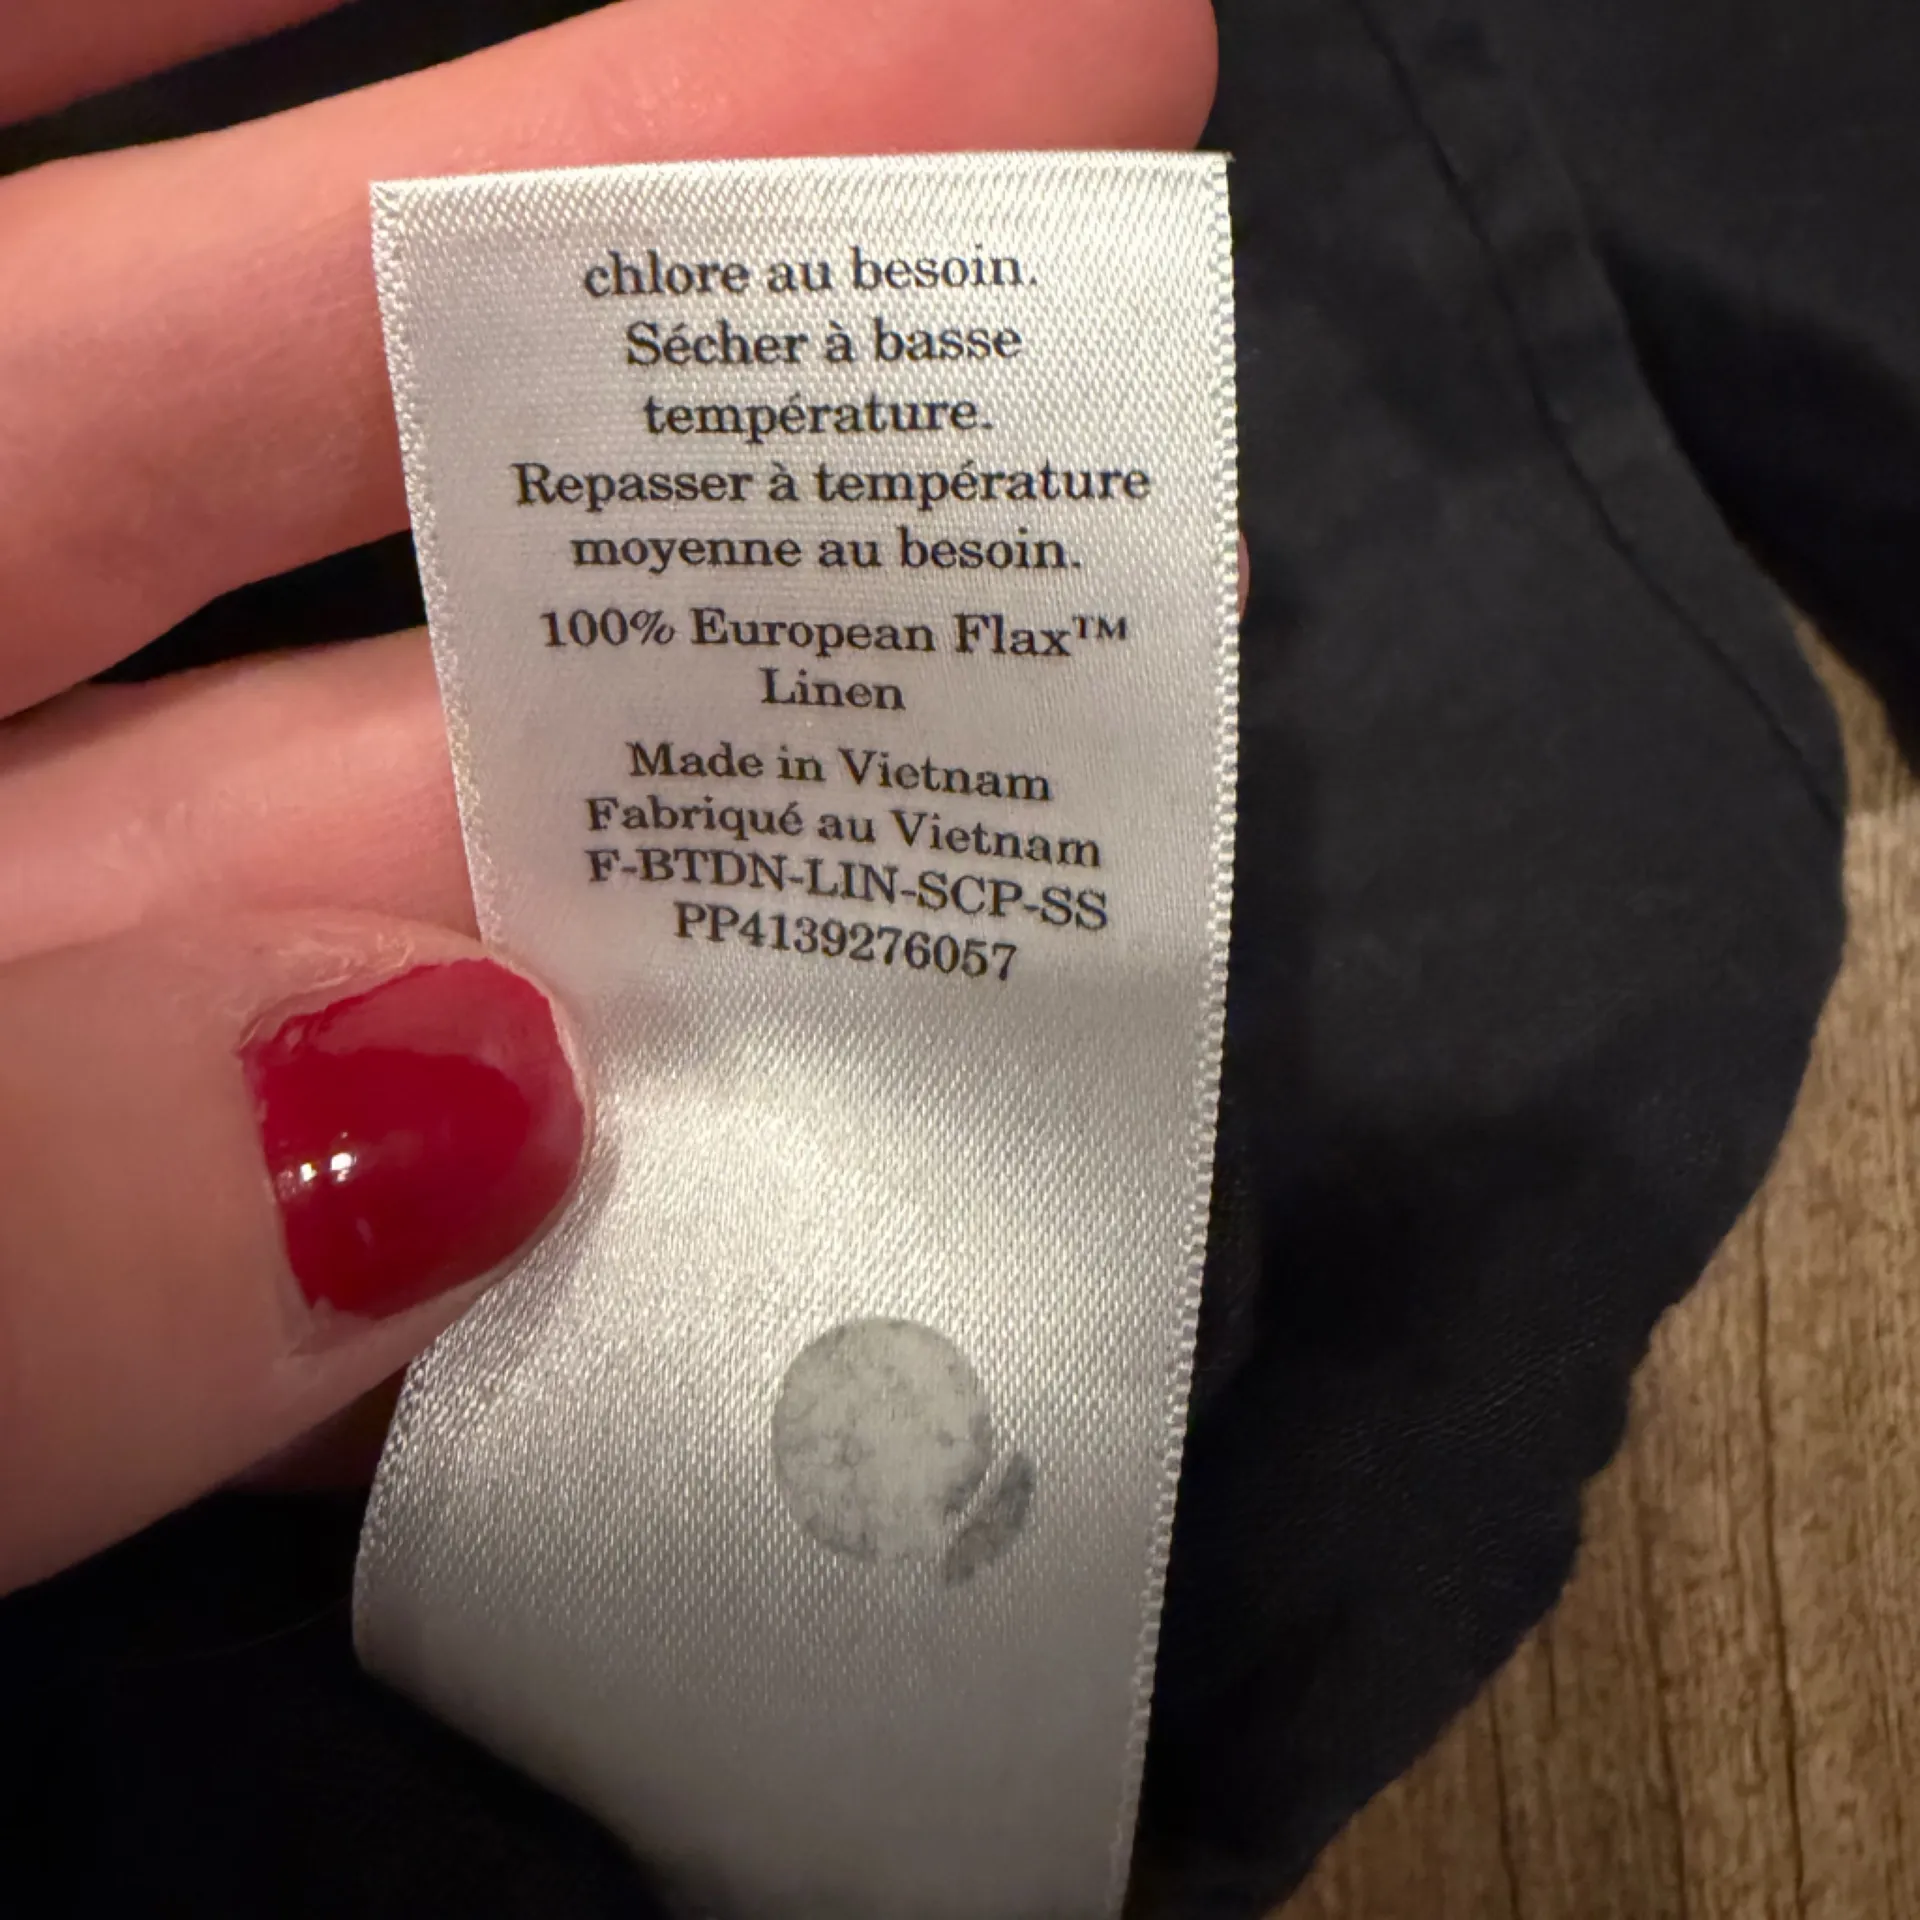 chlore au besoin.
Sécher à basse
température.
Repasser à température
moyenne au besoin.
100% European Flax™
Linen
Made in Vietnam
Fabriqué au Vietnam
F-BTDN-LIN-SCP-SS
PP4139276057